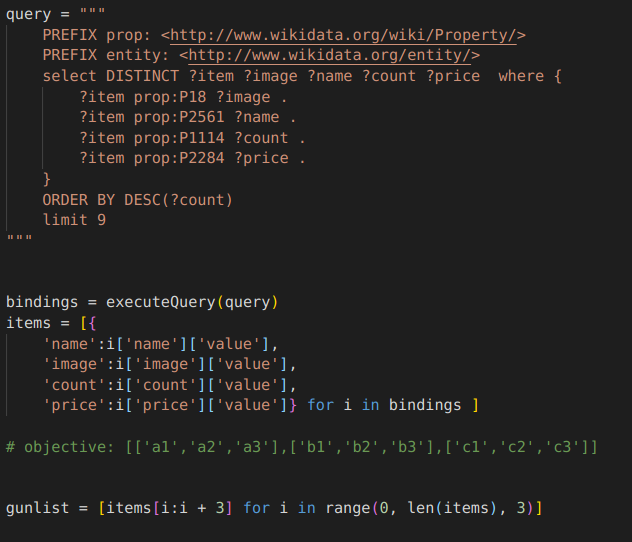 query = """
    PREFIX prop: <http://www.wikidata.org/wiki/Property/>
    PREFIX entity: <http://www.wikidata.org/entity/>
    select DISTINCT ?item ?image ?name ?count ?price  where {
        ?item prop:P18 ?image .
        ?item prop:P2561 ?name .
        ?item prop:P1114 ?count .
        ?item prop:P2284 ?price .
    }
    ORDER BY DESC(?count)
    limit 9
"""
bindings = executeQuery(query)
items = [{
    'name':i['name']['value'],
    'image':i['image']['value'],
    'count':i['count']['value'],
    'price':i['price']['value']} for i in bindings ]
# objective: [['a1','a2','a3'],['b1','b2','b3'],['c1','c2','c3']]
gunlist = [items[i:i + 3] for i in range(0, len(items), 3)]